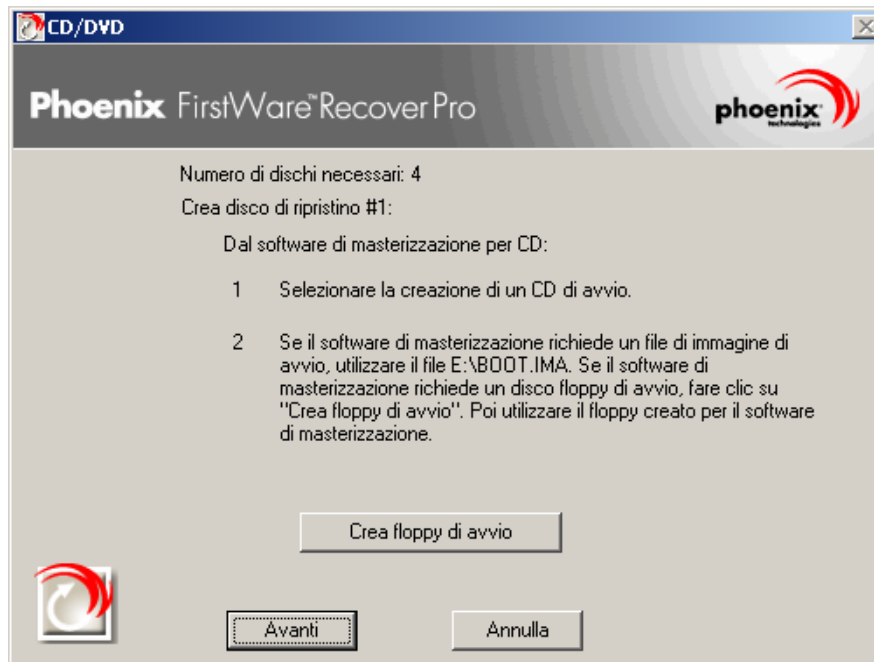 CD/DVD
Phoenix FirstWare™ Recover Pro
phoenix
technologies
Numero di dischi necessari: 4
Crea disco di ripristino #1:
Dal software di masterizzazione per CD:
1 Selezionare la creazione di un CD di avvio.
2 Se il software di masterizzazione richiede un file di immagine di
avvio, utilizzare il file E:\BOOT.IMA. Se il software di
masterizzazione richiede un disco floppy di avvio, fare clic su
"Crea floppy di avvio". Poi utilizzare il floppy creato per il software
di masterizzazione.
Crea floppy di avvio
Avanti
Annulla